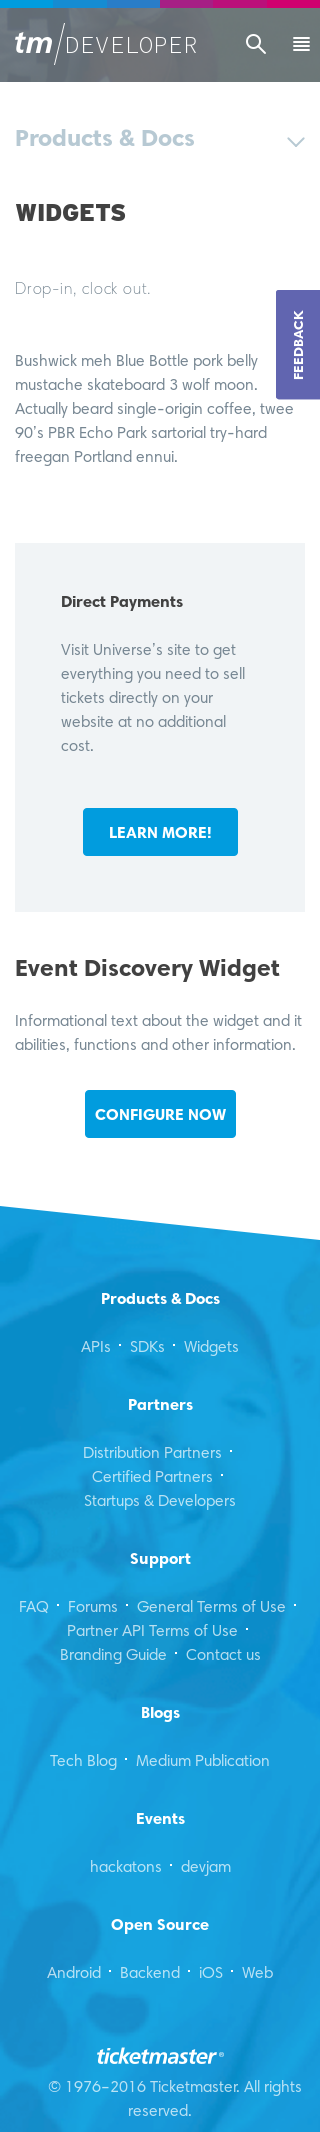 tm/DEVELOPER
Products & Docs
WIDGETS
Drop-in, clock out.
FEEDBACK
Bushwick meh Blue Bottle pork belly
mustache skateboard 3 wolf moon.
Actually beard single-origin coffee, twee
90's PBR Echo Park sartorial try-hard
freegan Portland ennui.
Direct Payments
Visit Universe's site to get
everything you need to sell
tickets directly on your
website at no additional
cost.
LEARN MORE!
Event Discovery Widget
Informational text about the widget and it
abilities, functions and other information.
CONFIGURE NOW
Products & Docs
APIs · SDKs · Widgets
Partners
Distribution Partners ·
Certified Partners ·
Startups & Developers
Support
FAQ · Forums · General Terms of Use ·
Partner API Terms of Use ·
Branding Guide · Contact us
Blogs
Tech Blog · Medium Publication
Events
hackatons · devjam
Open Source
Android · Backend · iOS · Web
ticketmaster®
© 1976-2016 Ticketmaster. All rights
reserved.